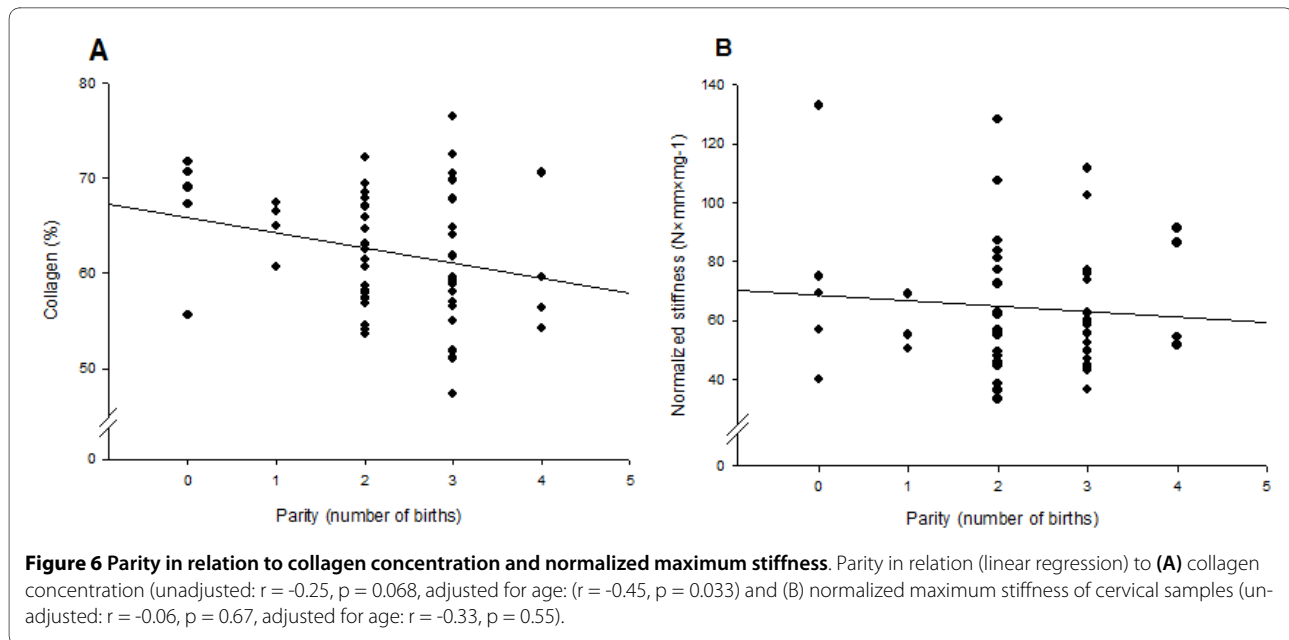 A
80
70
60
50
0
Collagen (%)
0 1 2 3 4 5
Parity (number of births)
B
140
120
100
80
60
40
0
Normalized stiffness (N×mm×mg-1)
0 1 2 3 4 5
Parity (number of births)
Figure 6 Parity in relation to collagen concentration and normalized maximum stiffness. Parity in relation (linear regression) to (A) collagen
concentration (unadjusted: r = -0.25, p = 0.068, adjusted for age: (r = -0.45, p = 0.033) and (B) normalized maximum stiffness of cervical samples (un-
adjusted: r = -0.06, p = 0.67, adjusted for age: r = -0.33, p = 0.55).